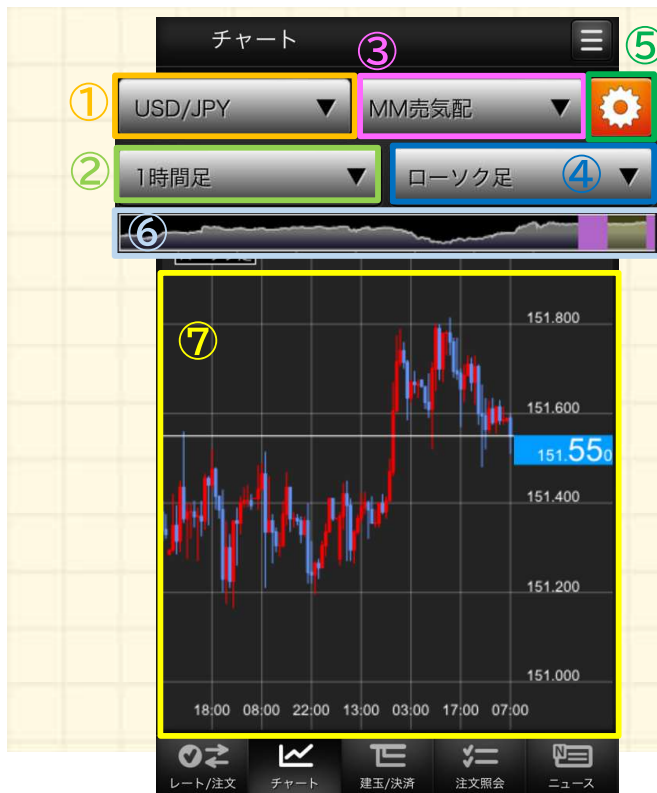 チャート
③
⑤
①
USD/JPY ▼
MM売気配 ▼
②
1時間足 ▼
ローソク足 ④ ▼
⑥
⑦
151.800
151.600
151.550
151.400
151.200
151.000
18:00 08:00 22:00 13:00 03:00 17:00 07:00
レート/注文 チャート 建玉/決済 注文照会 ニュース